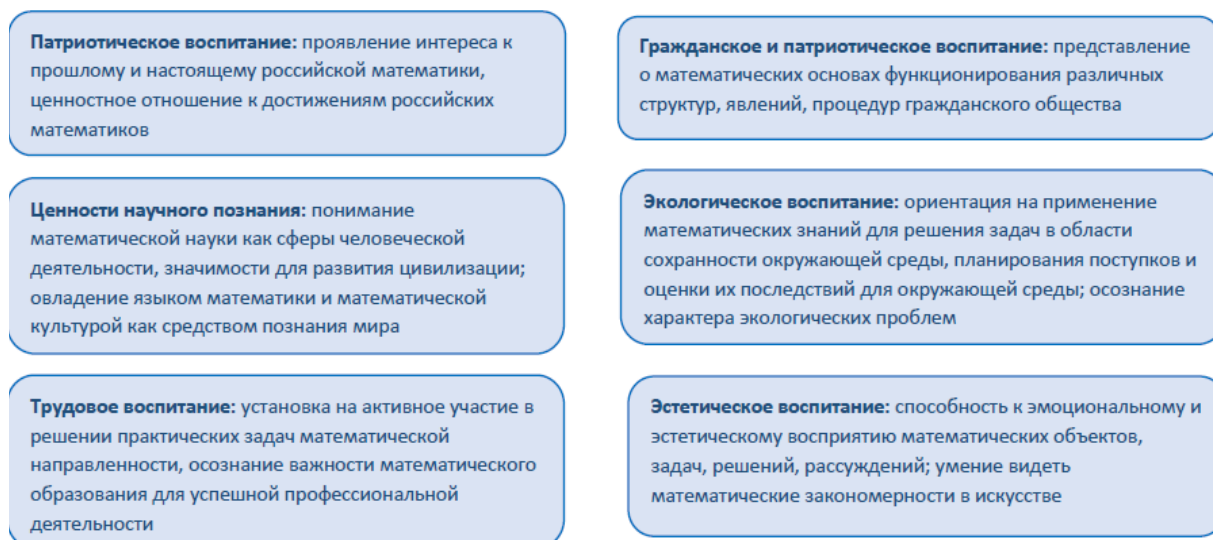 Патриотическое воспитание: проявление интереса к
прошлому и настоящему российской математики,
ценностное отношение к достижениям российских
математиков
Гражданское и патриотическое воспитание: представление
о математических основах функционирования различных
структур, явлений, процедур гражданского общества
Ценности научного познания: понимание
математической науки как сферы человеческой
деятельности, значимости для развития цивилизации;
овладение языком математики и математической
культурой как средством познания мира
Экологическое воспитание: ориентация на применение
математических знаний для решения задач в области
сохранности окружающей среды, планирования поступков и
оценки их последствий для окружающей среды; осознание
характера экологических проблем
Трудовое воспитание: установка на активное участие в
решении практических задач математической
направленности, осознание важности математического
образования для успешной профессиональной
деятельности
Эстетическое воспитание: способность к эмоциональному и
эстетическому восприятию математических объектов,
задач, решений, рассуждений; умение видеть
математические закономерности в искусстве